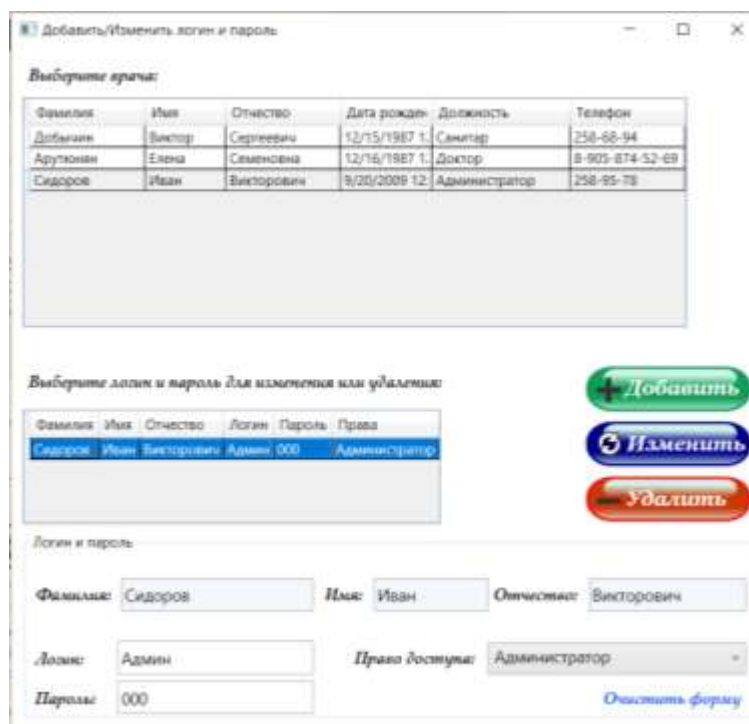 Добавить/Изменить логин и пароль
Выберите врача:
Фамилия Имя Отчество Дата рожден Должность Телефон
Добычин Виктор Сергеевич 12/15/1987 1. Санитар 258-68-94
Арутюнян Елена Семеновна 12/16/1987 1. Доктор 8-905-874-52-69
Сидоров Иван Викторович 9/20/2009 12: Администратор 258-95-78
Выберите логин и пароль для изменения или удаления:
Добавить
Фамилия Имя Отчество Логин Пароль Права
Сидоров Иван Викторович Админ 000 Администратор
Изменить
Удалить
Логин и пароль
Фамилия: Сидоров Имя: Иван Отчество: Викторович
Логин: Админ Право доступа: Администратор
Пароль: 000 Очистить форму